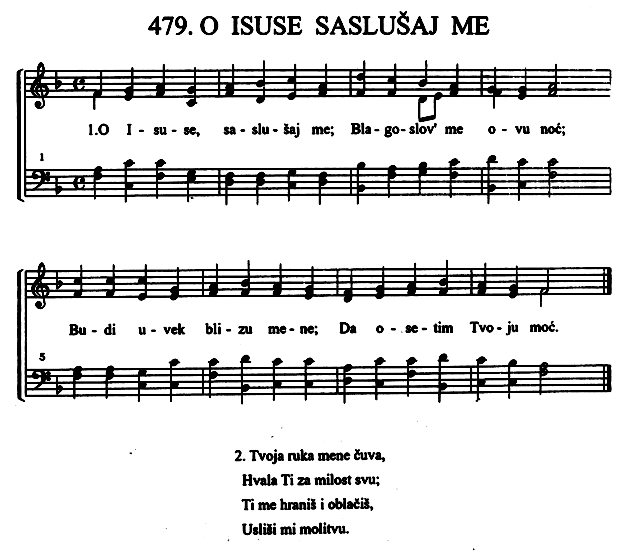 479. O ISUSE SASLUŠAJ ME
1.O I - su - se, sa - slu - šaj me; Bla - go - slov' me o - vu noć;
1
Bu - di u - vek bli - zu me - ne; Da o - se - tim Tvo - ju moć.
5
2. Tvoja ruka mene čuva,
Hvala Ti za milost svu;
Ti me hraniš i oblačiš,
Usliši mi molitvu.